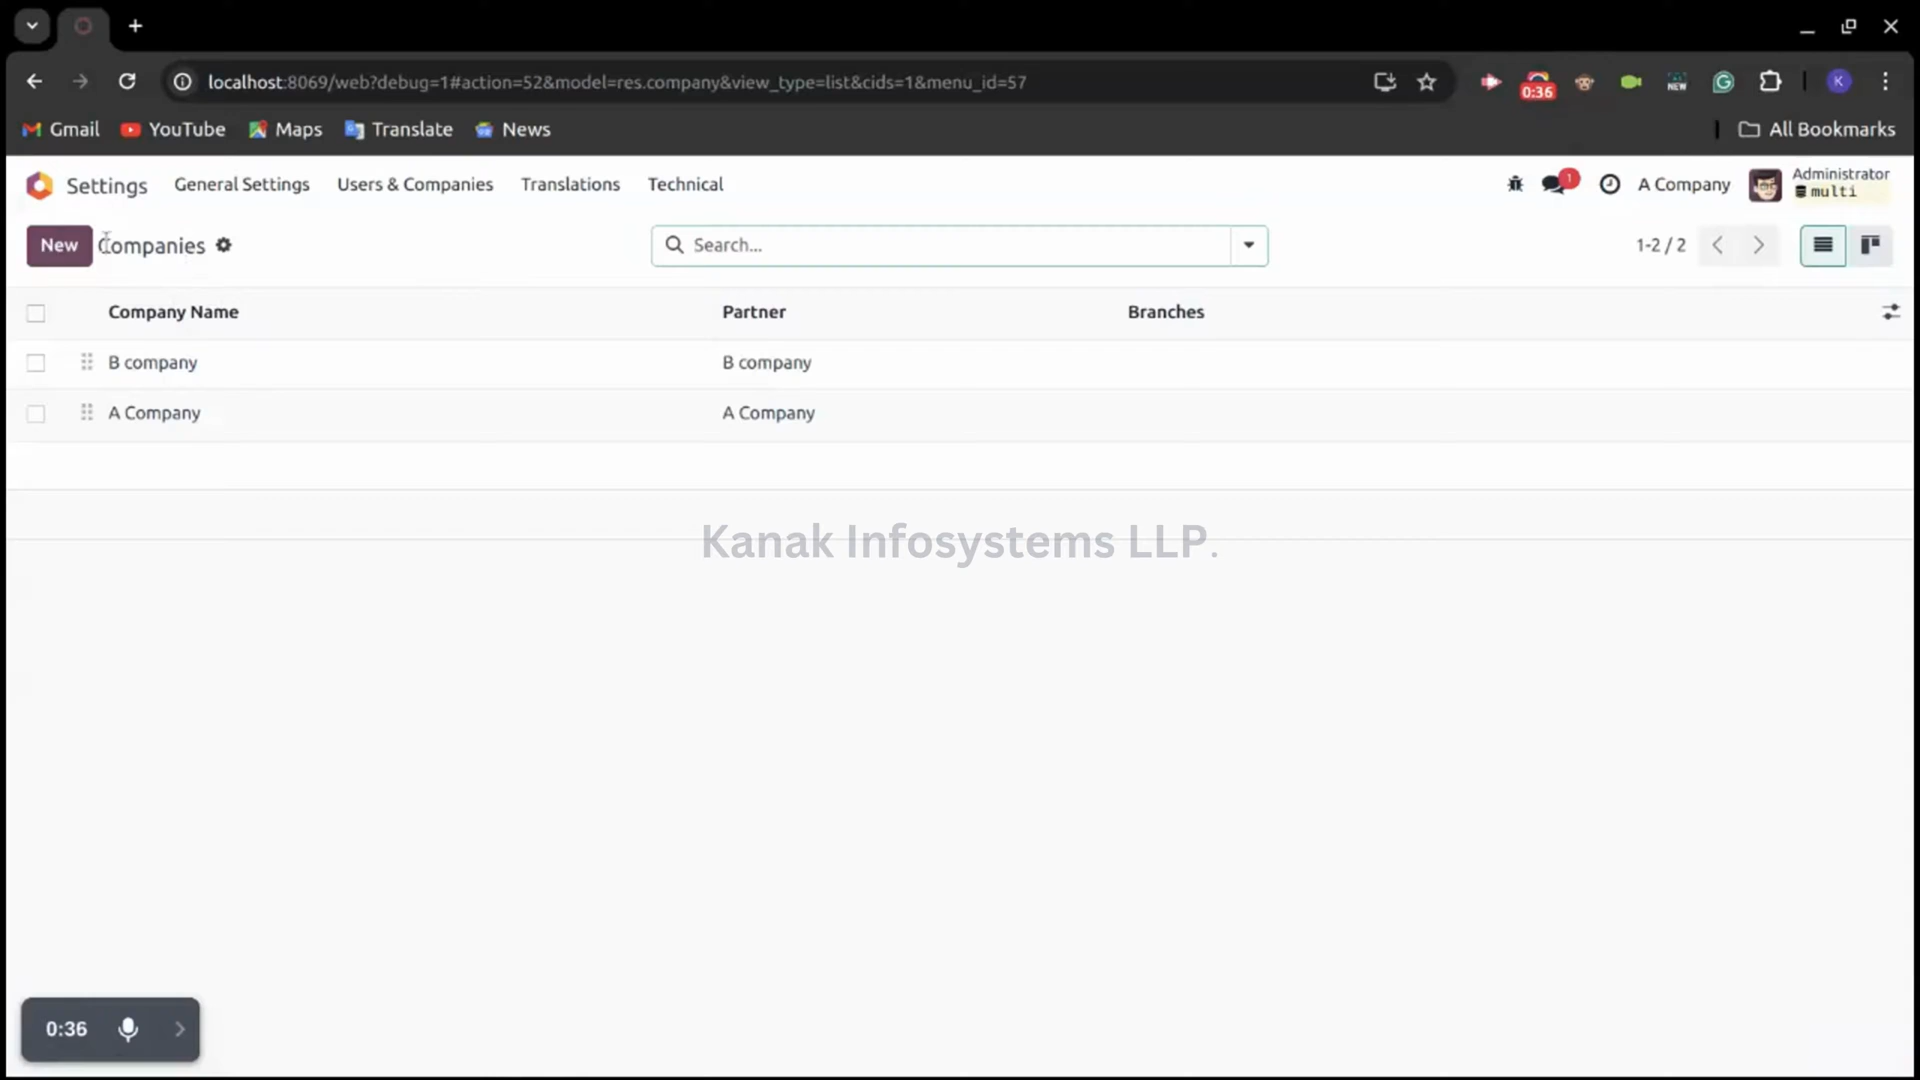 localhost:8069/web?debug=1#action=52&model=res.company&view_type=list&cids=1&menu_id=57
0:36
NEW
K
Gmail YouTube Maps Translate News All Bookmarks
Settings General Settings Users & Companies Translations Technical 1 A Company Administrator
multi
New Companies Search... 1-2 / 2
Company Name Partner Branches
B company B company
A Company A Company
Kanak Infosystems LLP.
0:36